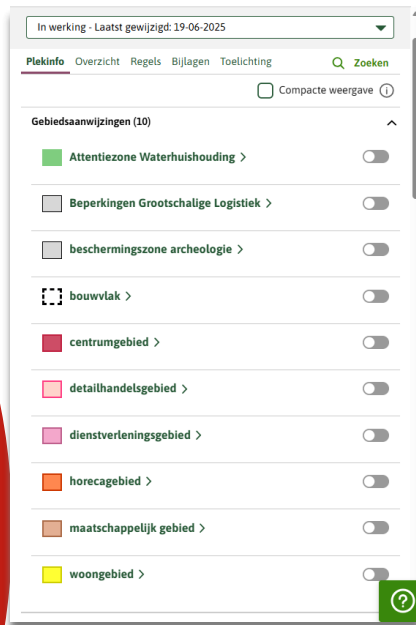 In werking - Laatst gewijzigd: 19-06-2025
Plekinfo Overzicht Regels Bijlagen Toelichting Zoeken
Compacte weergave
Gebiedsaanwijzingen (10)
Attentiezone Waterhuishouding >
Beperkingen Grootschalige Logistiek >
beschermingszone archeologie >
bouwvlak >
centrumgebied >
detailhandelsgebied >
dienstverleningsgebied >
horecagebied >
maatschappelijk gebied >
woongebied >
?